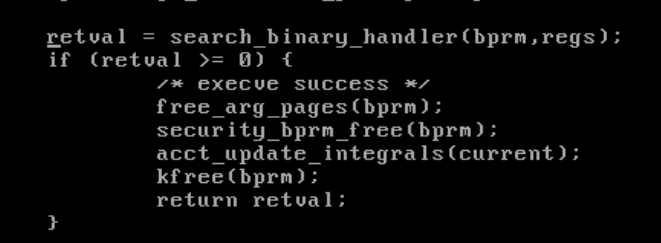 retval = search_binary_handler(bprm,regs);
if (retval >= 0) {
/* execve success */
free_arg_pages(bprm);
security_bprm_free(bprm);
acct_update_integrals(current);
kfree(bprm);
return retval;
}